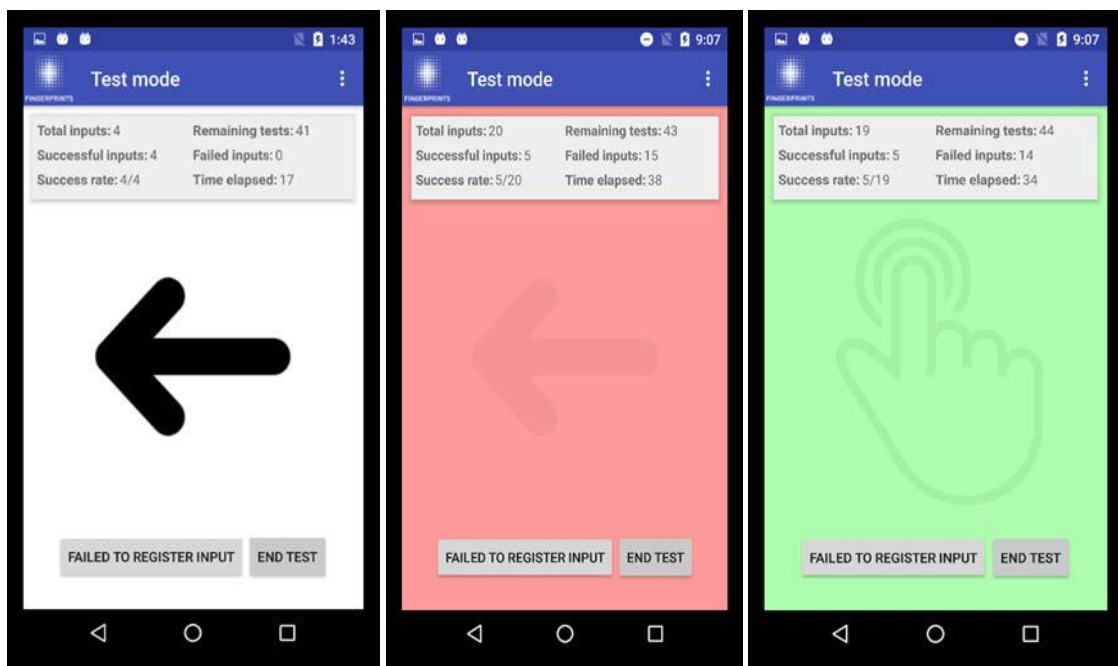 1:43
Test mode
FINGERPRINTS
Total inputs: 4 Remaining tests: 41
Successful inputs: 4 Failed inputs: 0
Success rate: 4/4 Time elapsed: 17
FAILED TO REGISTER INPUT END TEST
9:07
Test mode
FINGERPRINTS
Total inputs: 20 Remaining tests: 43
Successful inputs: 5 Failed inputs: 15
Success rate: 5/20 Time elapsed: 38
FAILED TO REGISTER INPUT END TEST
9:07
Test mode
FINGERPRINTS
Total inputs: 19 Remaining tests: 44
Successful inputs: 5 Failed inputs: 14
Success rate: 5/19 Time elapsed: 34
FAILED TO REGISTER INPUT END TEST